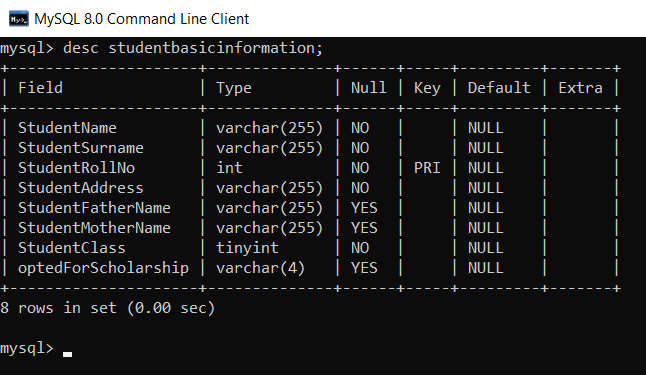 MySQL 8.0 Command Line Client
mysql> desc studentbasicinformation;
+--------------------+--------------+------+-----+---------+-------+
| Field              | Type         | Null | Key | Default | Extra |
+--------------------+--------------+------+-----+---------+-------+
| StudentName        | varchar(255) | NO   |     | NULL    |       |
| StudentSurname     | varchar(255) | NO   |     | NULL    |       |
| StudentRollNo      | int          | NO   | PRI | NULL    |       |
| StudentAddress     | varchar(255) | NO   |     | NULL    |       |
| StudentFatherName  | varchar(255) | YES  |     | NULL    |       |
| StudentMotherName  | varchar(255) | YES  |     | NULL    |       |
| StudentClass       | tinyint      | NO   |     | NULL    |       |
| optedForScholarship | varchar(4)  | YES  |     | NULL    |       |
+--------------------+--------------+------+-----+---------+-------+
8 rows in set (0.00 sec)
mysql>